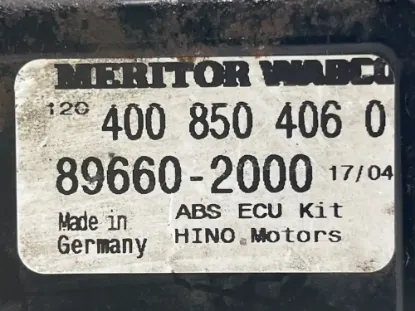 MERITOR WABCO
120 400 850 406 0
89660-2000 17/04
Made in ABS ECU Kit
Germany HINO Motors